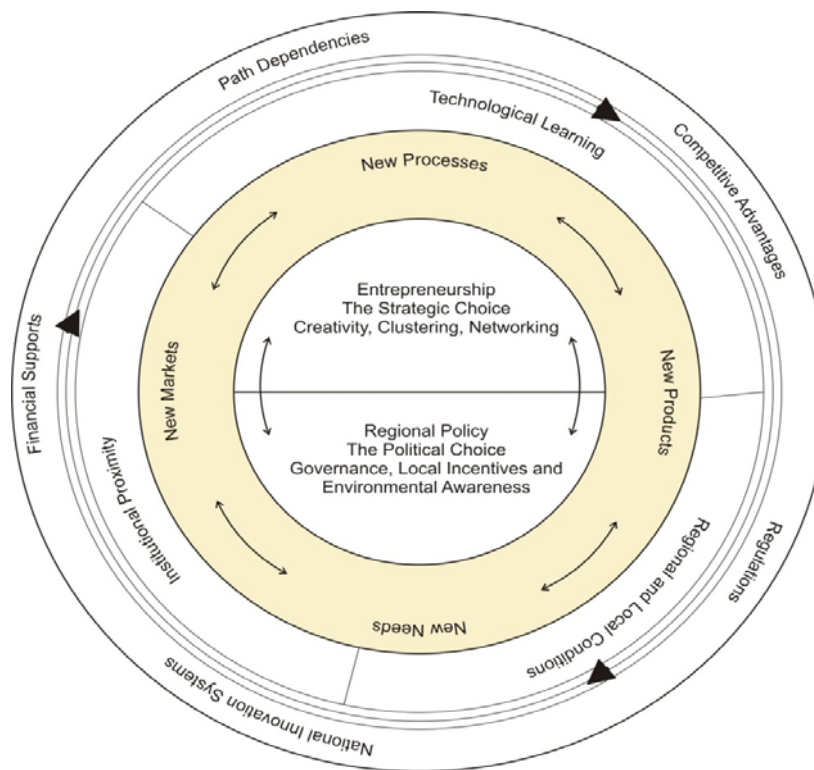 Path Dependencies
Competitive Advantages
Regulations
National Innovation Systems
Financial Supports
Technological Learning
Regional and Local Conditions
Institutional Proximity
New Processes
New Products
New Needs
New Markets
Entrepreneurship
The Strategic Choice
Creativity, Clustering, Networking
Regional Policy
The Political Choice
Governance, Local Incentives and
Environmental Awareness